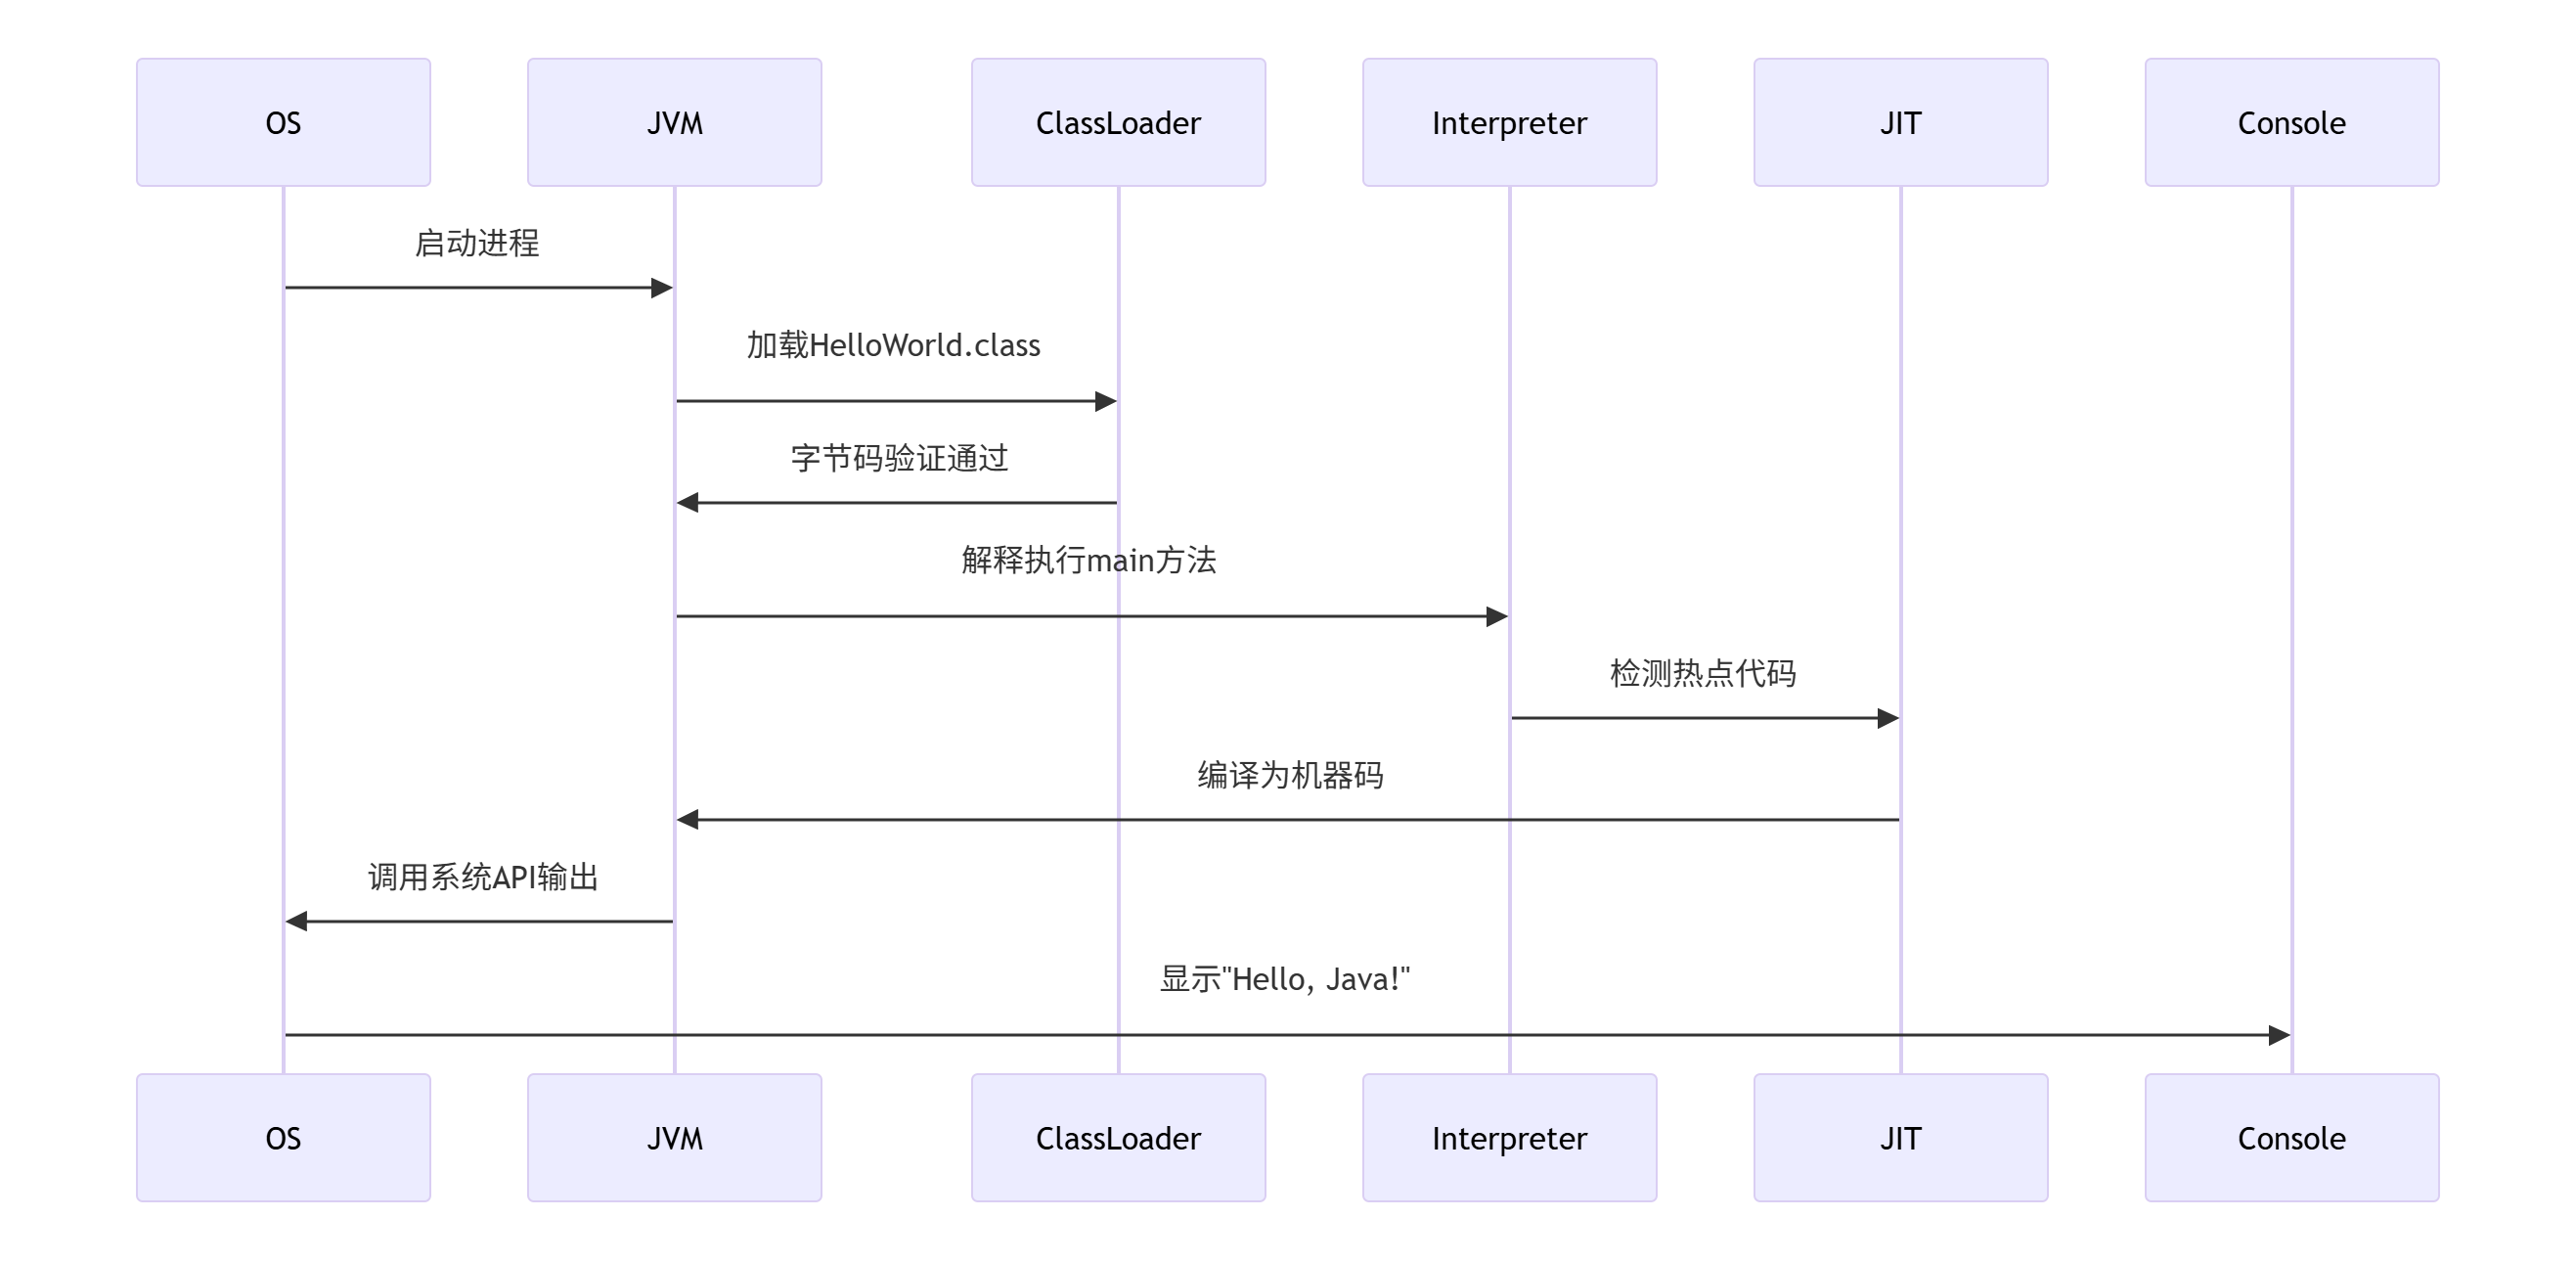 OS
JVM
ClassLoader
Interpreter
JIT
Console
启动进程
加载HelloWorld.class
字节码验证通过
解释执行main方法
检测热点代码
编译为机器码
调用系统API输出
显示"Hello, Java!"
OS
JVM
ClassLoader
Interpreter
JIT
Console